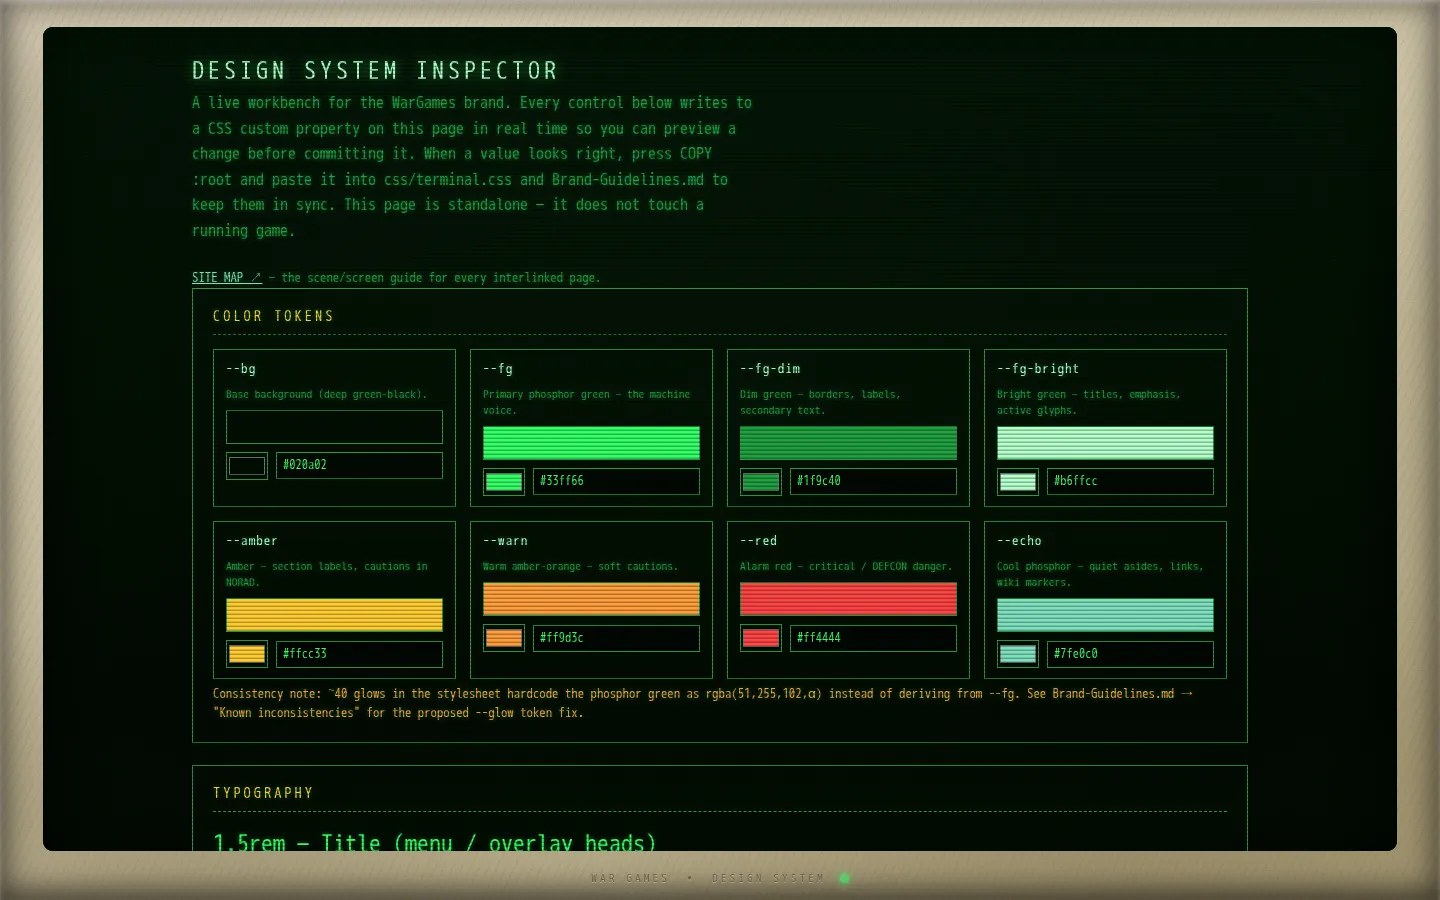 DESIGN SYSTEM INSPECTOR
A live workbench for the WarGames brand. Every control below writes to
a CSS custom property on this page in real time so you can preview a
change before committing it. When a value looks right, press COPY
:root and paste it into css/terminal.css and Brand-Guidelines.md to
keep them in sync. This page is standalone — it does not touch a
running game.
SITE MAP ↗ — the scene/screen guide for every interlinked page.
COLOR TOKENS
--bg
Base background (deep green-black).
#020a02
--fg
Primary phosphor green — the machine
voice.
#33ff66
--fg-dim
Dim green — borders, labels,
secondary text.
#1f9c40
--fg-bright
Bright green — titles, emphasis,
active glyphs.
#b6ffcc
--amber
Amber — section labels, cautions in
NORAD.
#ffcc33
--warn
Warm amber-orange — soft cautions.
#ff9d3c
--red
Alarm red — critical / DEFCON danger.
#ff4444
--echo
Cool phosphor — quiet asides, links,
wiki markers.
#7fe0c0
Consistency note: ~40 glows in the stylesheet hardcode the phosphor green as rgba(51,255,102,α) instead of deriving from --fg. See Brand-Guidelines.md →
"Known inconsistencies" for the proposed --glow token fix.
TYPOGRAPHY
1.5rem — Title (menu / overlay heads)
WAR GAMES • DESIGN SYSTEM